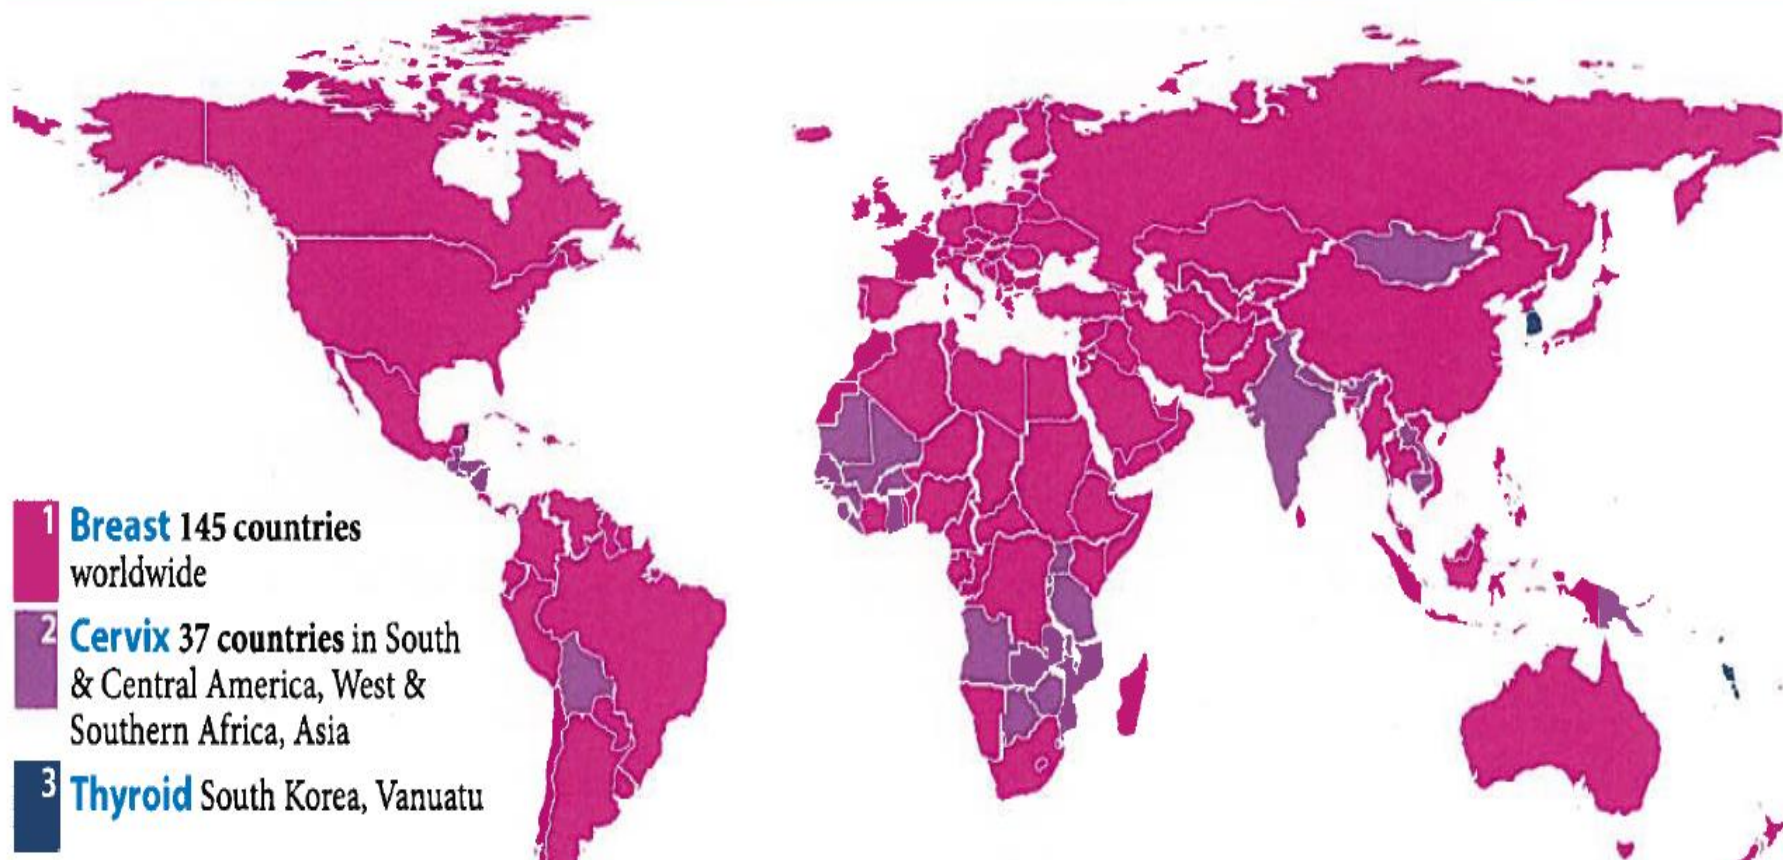 1 Breast 145 countries
worldwide
2 Cervix 37 countries in South
& Central America, West &
Southern Africa, Asia
3 Thyroid South Korea, Vanuatu